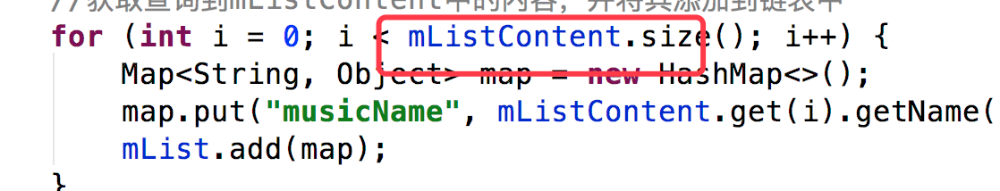 //获取查询到mListContent中的内容，并将其添加到链表中
for (int i = 0; i < mListContent.size(); i++) {
Map<String, Object> map = new HashMap<>();
map.put("musicName", mListContent.get(i).getName(
mList.add(map);
}